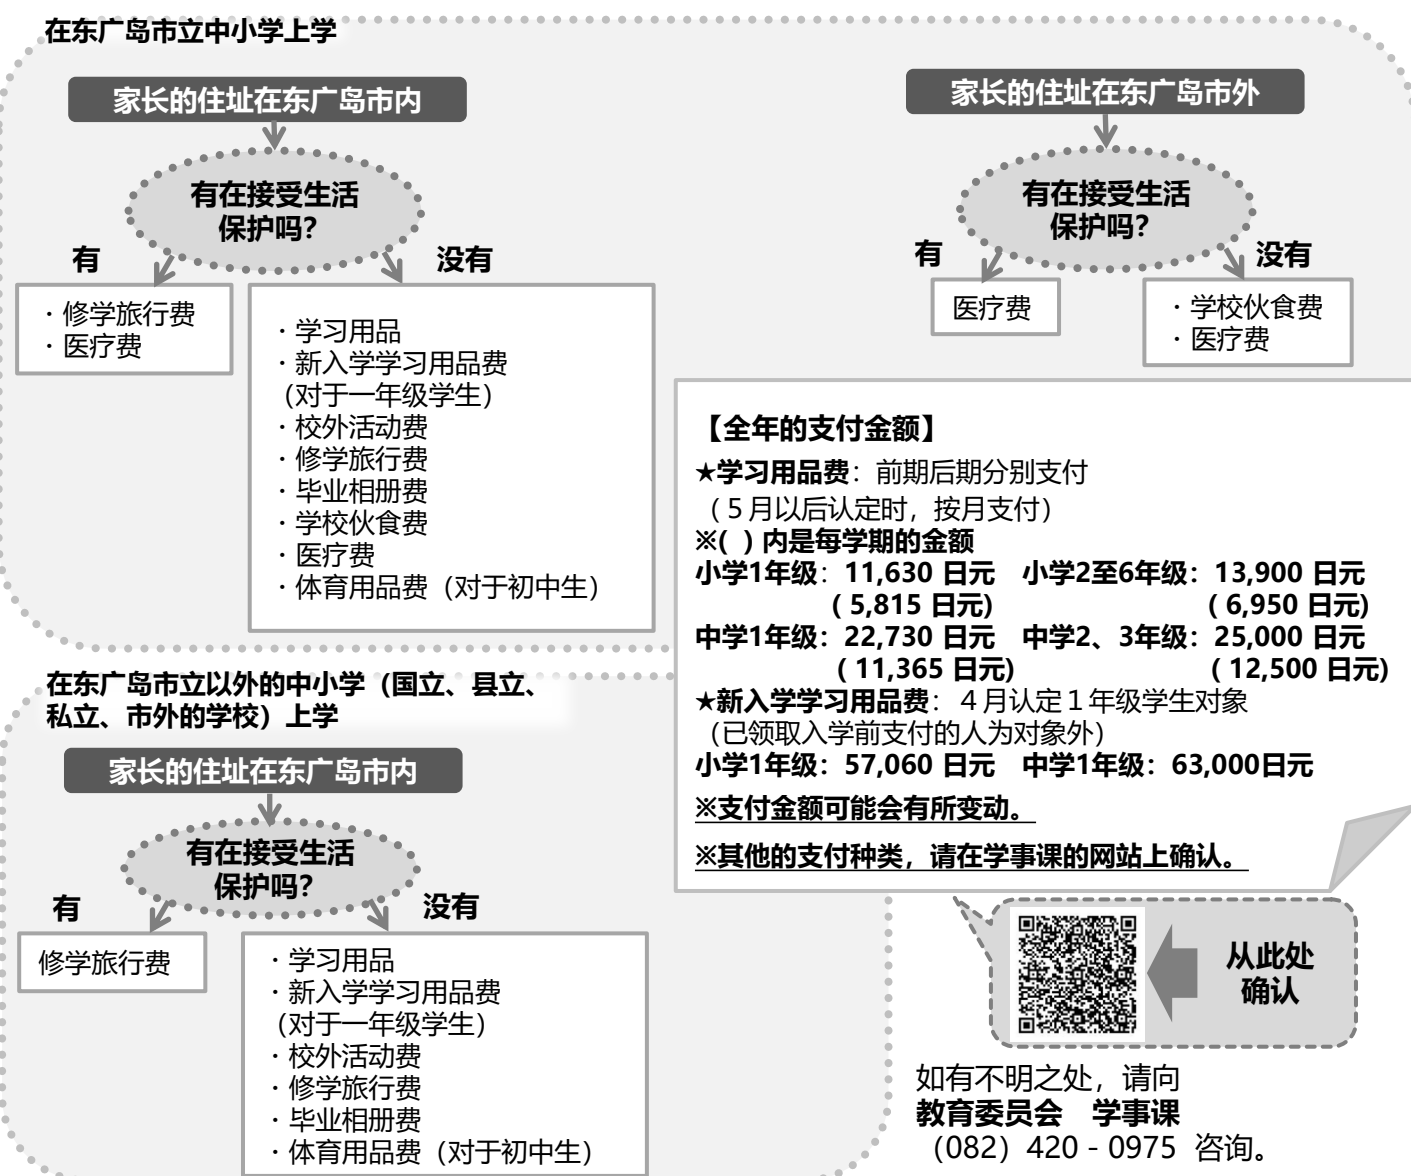 在东广岛市立中小学上学
家长的住址在东广岛市内
有在接受生活
保护吗?
有
没有
・修学旅行费
・医疗费
・学习用品
・新入学学习用品费
（对于一年级学生）
・校外活动费
・修学旅行费
・毕业相册费
・学校伙食费
・医疗费
・体育用品费（对于初中生）
家长的住址在东广岛市外
有在接受生活
保护吗?
有
没有
医疗费
・学校伙食费
・医疗费
【全年的支付金额】
★学习用品费：前期后期分别支付
（５月以后认定时，按月支付）
※( ) 内是每学期的金额
小学1年级：11,630 日元　小学2至6年级：13,900 日元
( 5,815 日元)　( 6,950 日元)
中学1年级：22,730 日元　中学2、3年级：25,000 日元
( 11,365 日元)　( 12,500 日元)
★新入学学习用品费：４月认定１年级学生对象
（已领取入学前支付的人为对象外）
小学1年级：57,060 日元　中学1年级：63,000日元
※支付金额可能会有所变动。
※其他的支付种类，请在学事课的网站上确认。
在东广岛市立以外的中小学（国立、县立、
私立、市外的学校）上学
家长的住址在东广岛市内
有在接受生活
保护吗?
有
没有
修学旅行费
・学习用品
・新入学学习用品费
（对于一年级学生）
・校外活动费
・修学旅行费
・毕业相册费
・体育用品费（对于初中生）
从此处
确认
如有不明之处，请向
教育委员会　学事课
（082）420 - 0975 咨询。